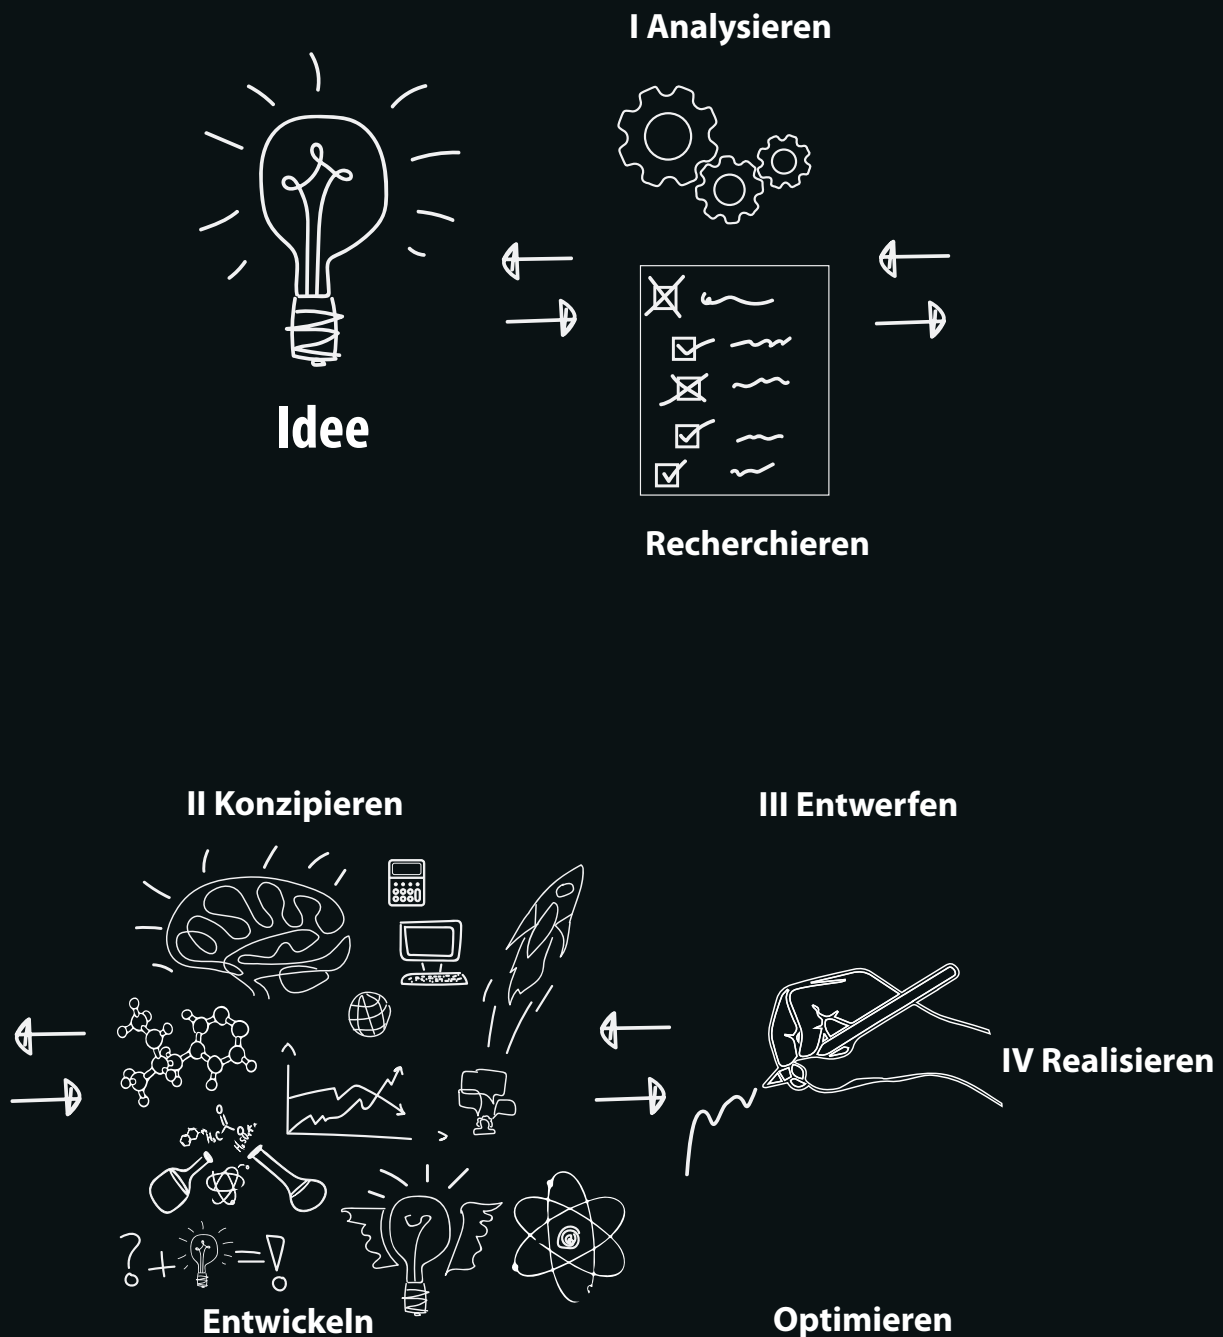 I Analysieren
Idee
Recherchieren
II Konzipieren
III Entwerfen
IV Realisieren
? + = !
Entwickeln
Optimieren